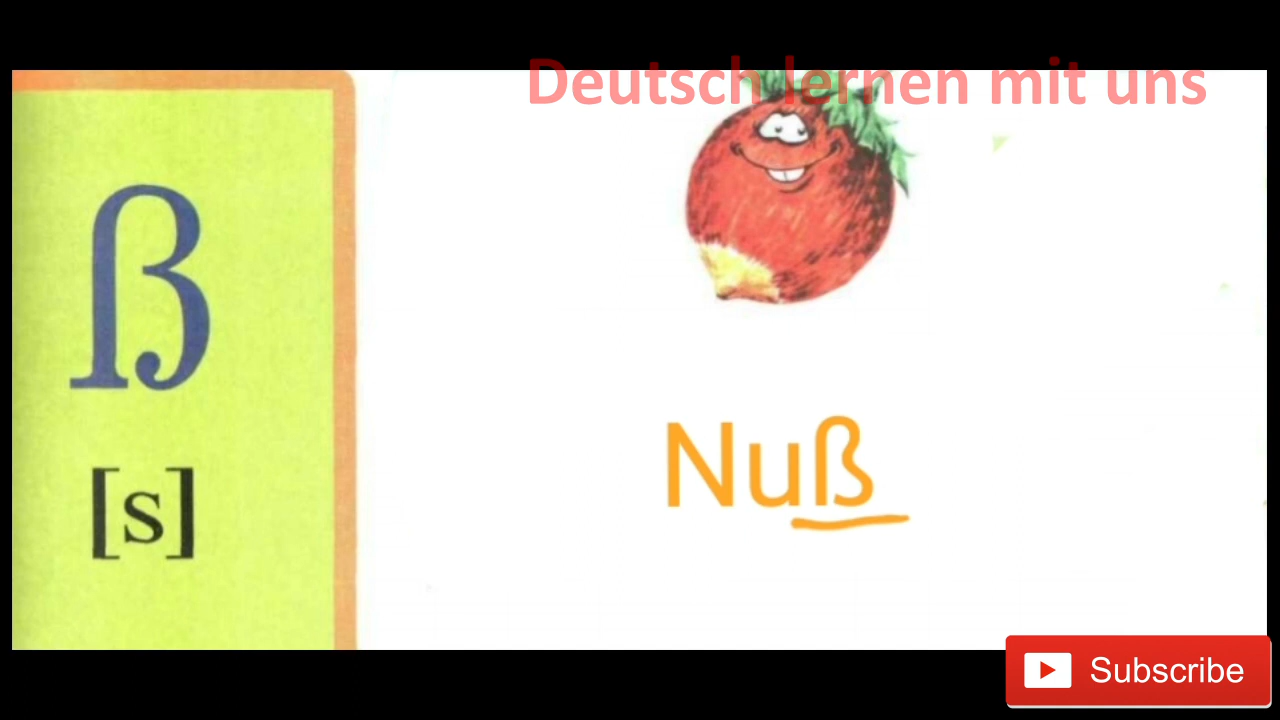 Deutsch lernen mit uns
ß
[s]
Nuß
Subscribe